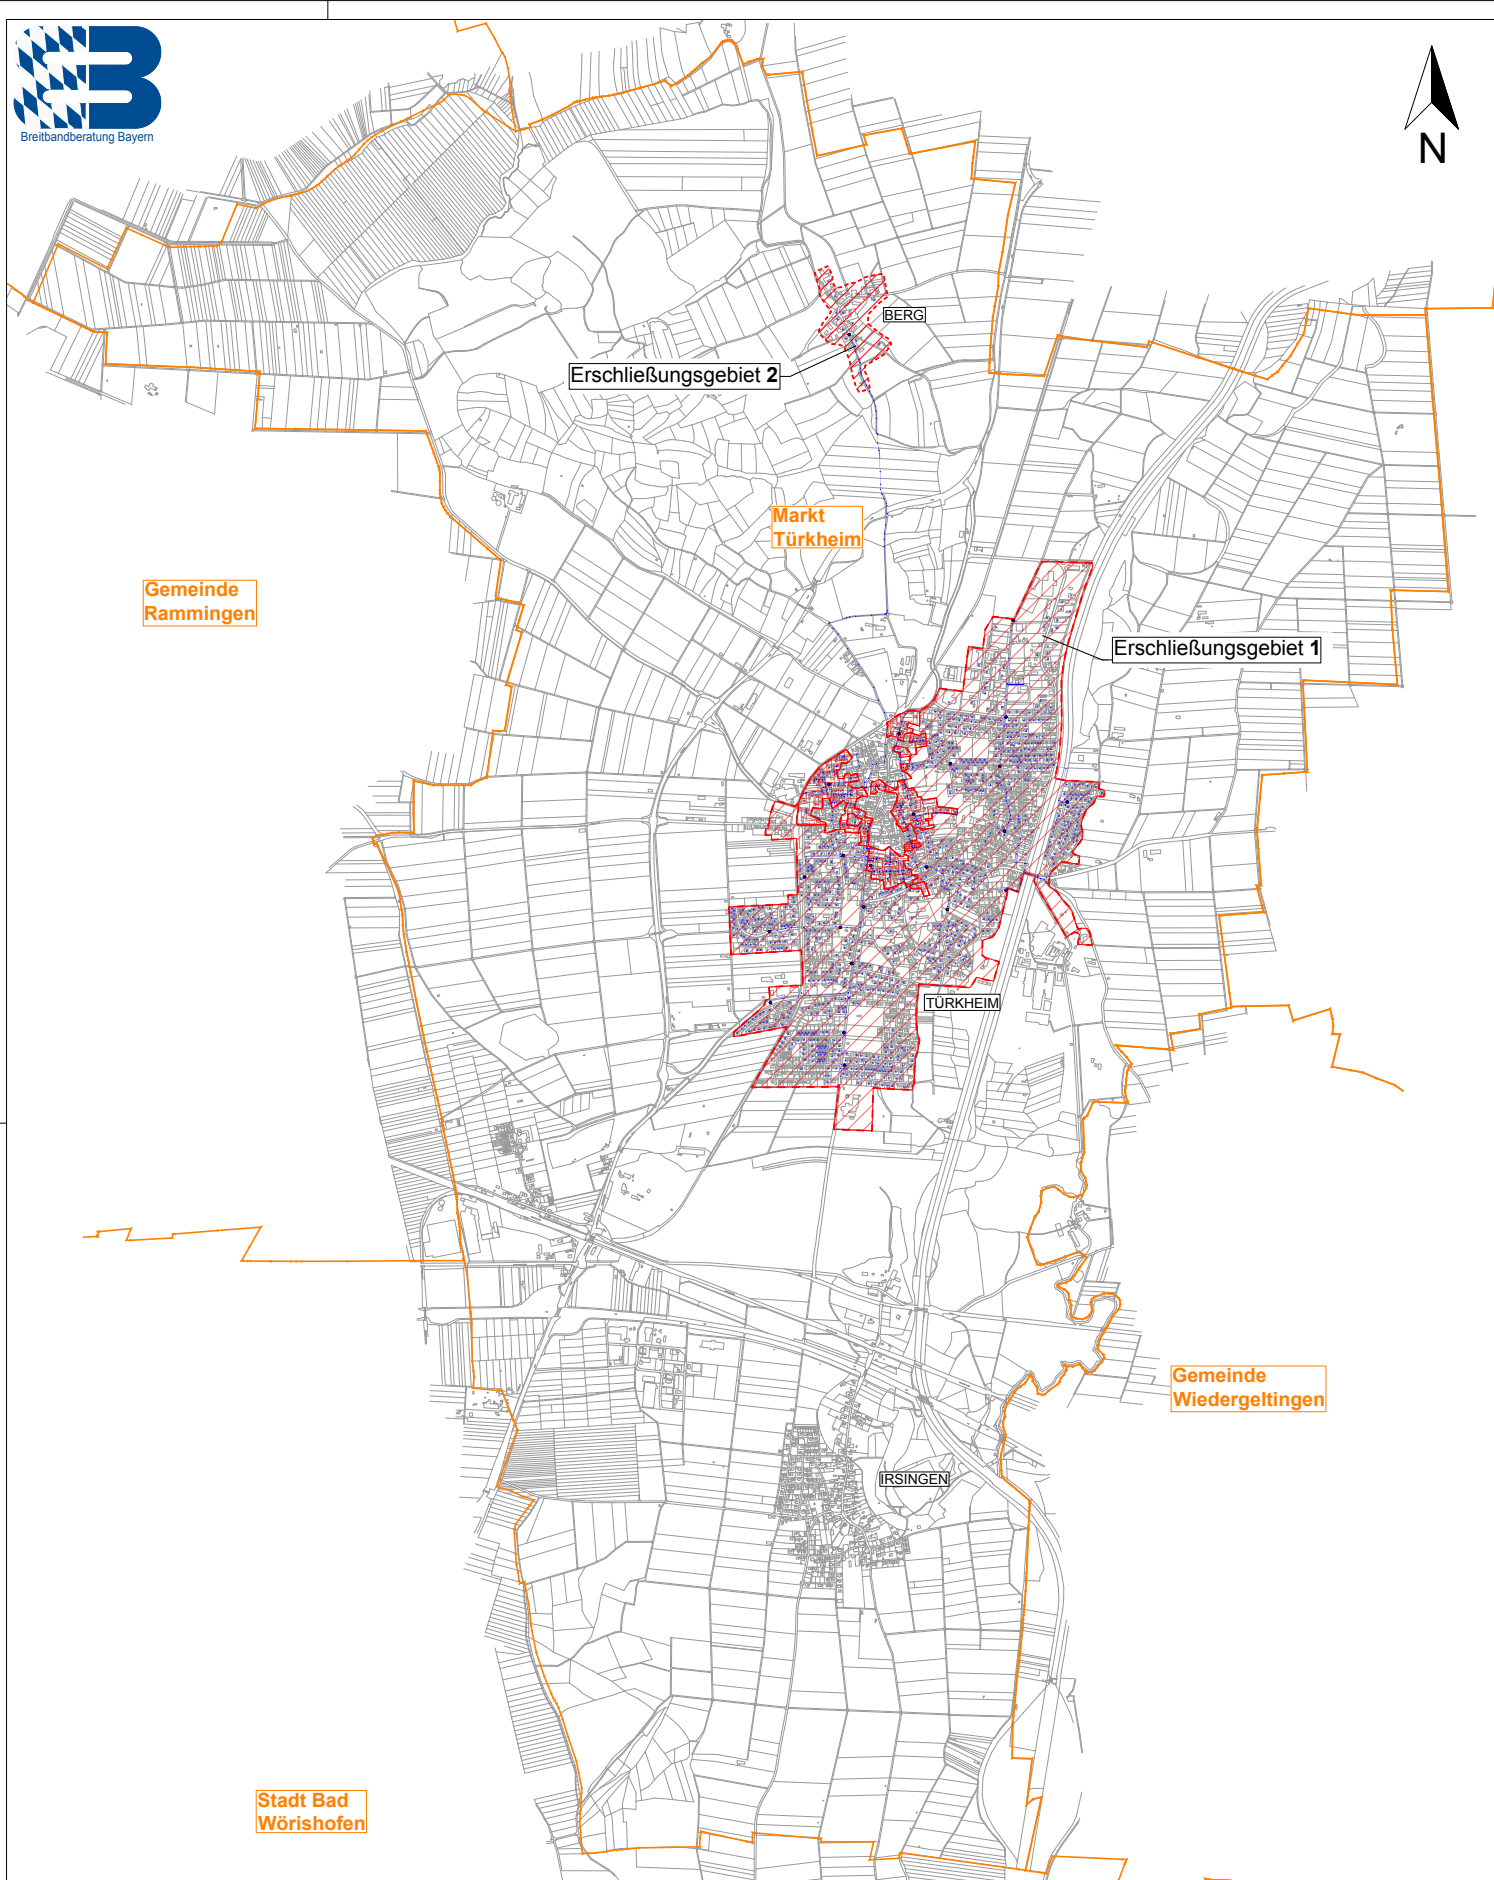 Breitbandberatung Bayern
N
BERG
Erschließungsgebiet 2
Markt
Türkheim
Gemeinde
Rammingen
Erschließungsgebiet 1
TÜRKHEIM
Gemeinde
Wiedergeltingen
IRSINGEN
Stadt Bad
Wörishofen